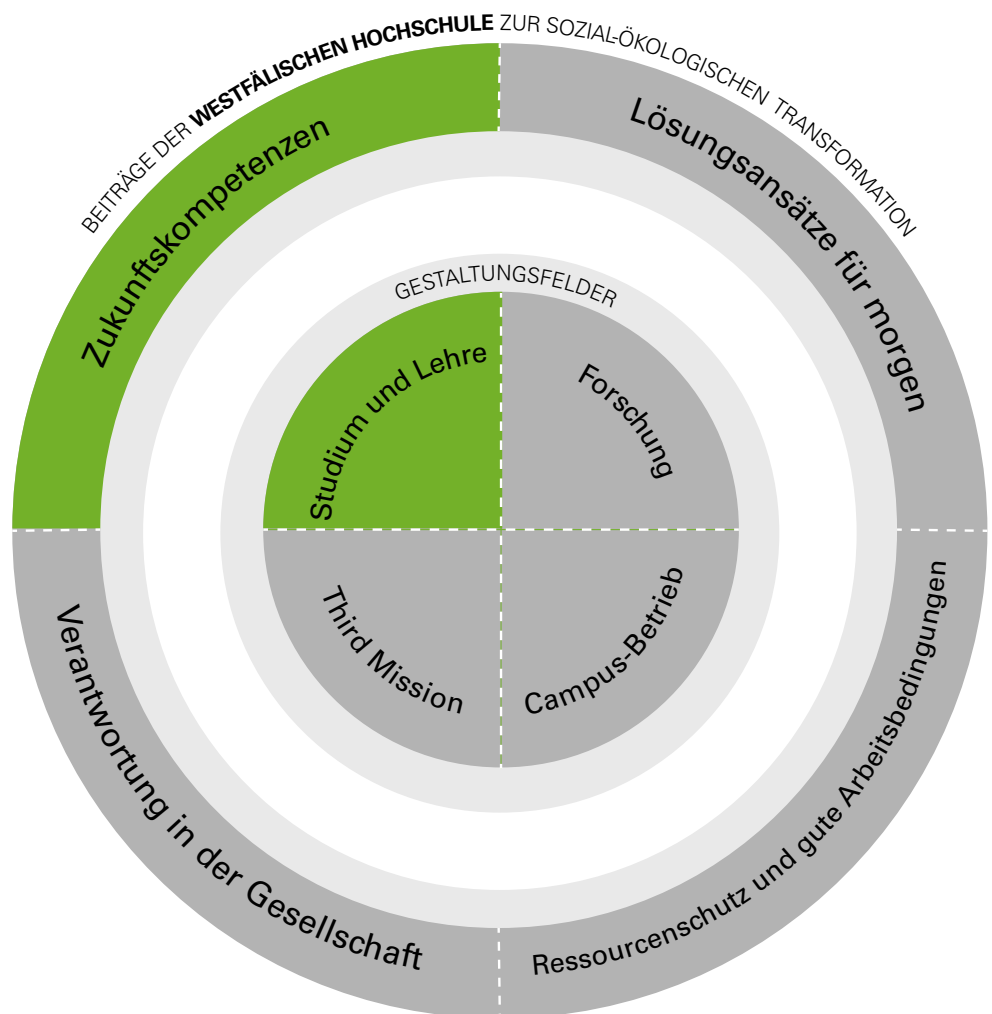 BEITRÄGE DER WESTFÄLISCHEN HOCHSCHULE ZUR SOZIAL-ÖKOLOGISCHEN TRANSFORMATION
Zukunftskompetenzen
Lösungsansätze für morgen
GESTALTUNGSFELDER
Studium und Lehre
Forschung
Third Mission
Campus-Betrieb
Verantwortung in der Gesellschaft
Ressourcenschutz und gute Arbeitsbedingungen